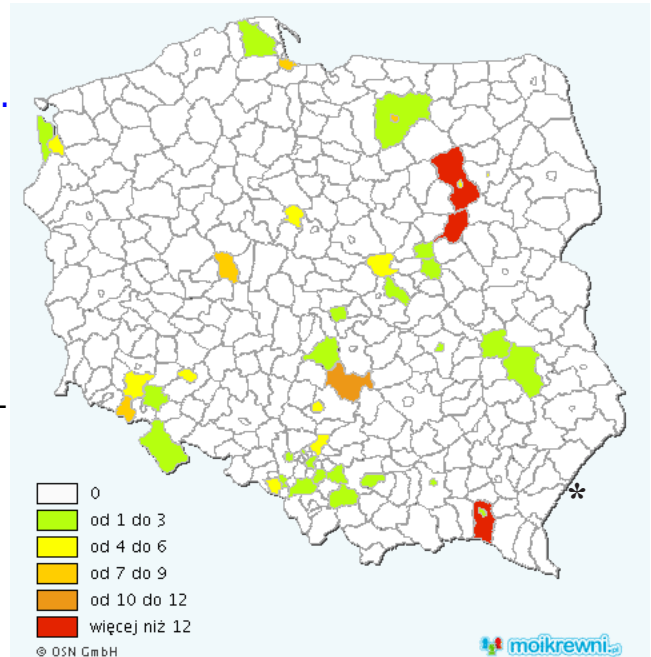 *
0
od 1 do 3
od 4 do 6
od 7 do 9
od 10 do 12
więcej niż 12
© OSN GmbH
moikrewni.pl